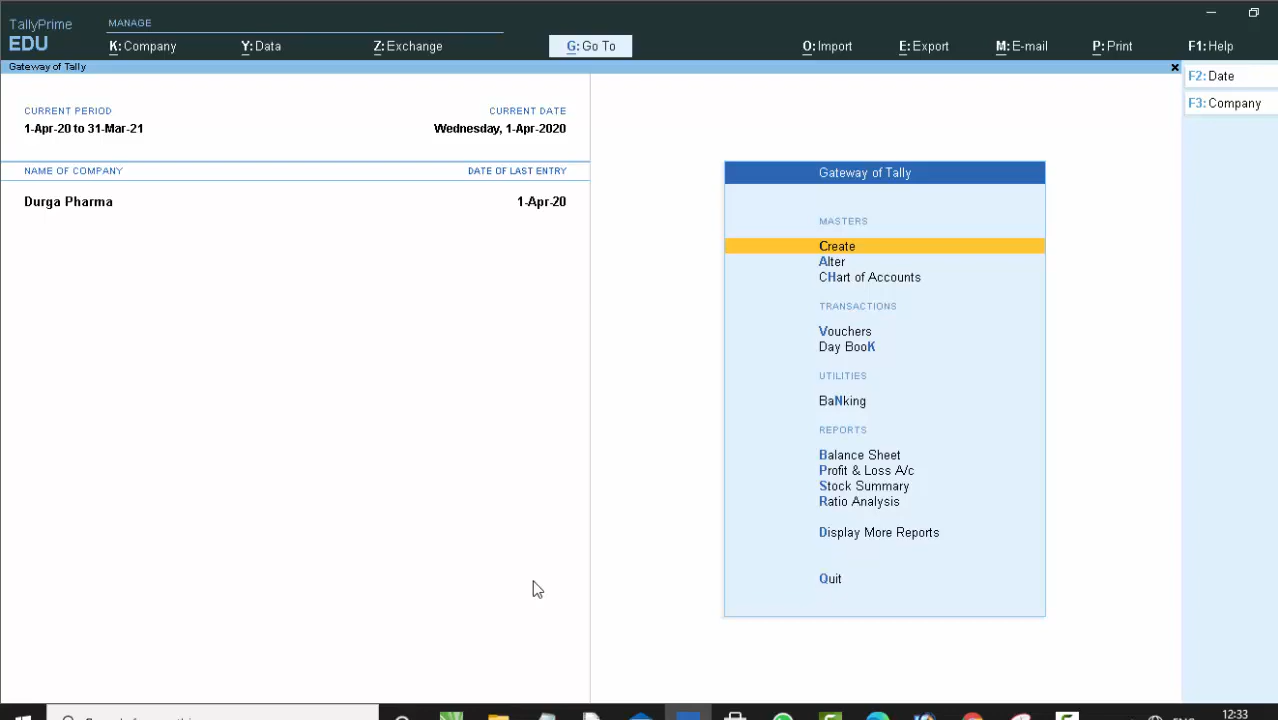 TallyPrime
EDU
MANAGE
K: Company
Y: Data
Z: Exchange
G: Go To
O: Import
E: Export
M: E-mail
P: Print
F1: Help
Gateway of Tally
F2: Date
F3: Company
CURRENT PERIOD
CURRENT DATE
1-Apr-20 to 31-Mar-21
Wednesday, 1-Apr-2020
NAME OF COMPANY
DATE OF LAST ENTRY
Durga Pharma
1-Apr-20
Gateway of Tally
MASTERS
Create
Alter
CHart of Accounts
TRANSACTIONS
Vouchers
Day BooK
UTILITIES
BaNking
REPORTS
Balance Sheet
Profit & Loss A/c
Stock Summary
Ratio Analysis
Display More Reports
Quit
12:33